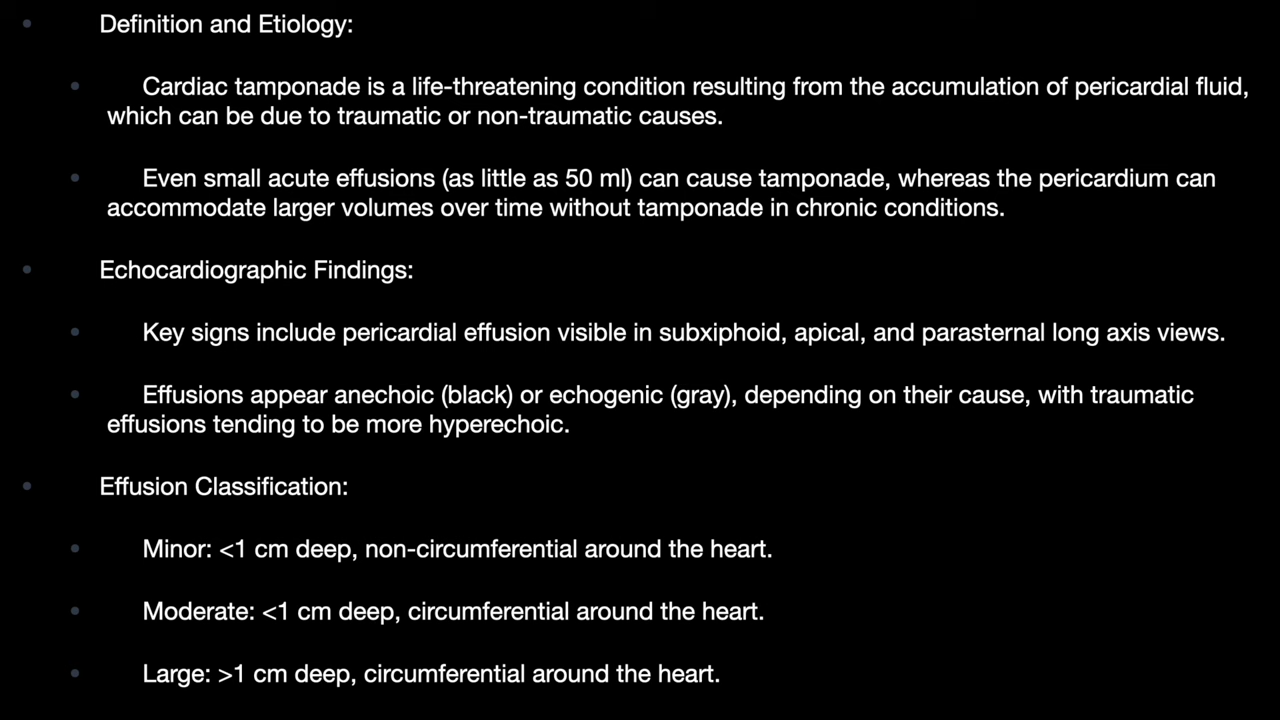 Definition and Etiology:
Cardiac tamponade is a life-threatening condition resulting from the accumulation of pericardial fluid,
which can be due to traumatic or non-traumatic causes.
Even small acute effusions (as little as 50 ml) can cause tamponade, whereas the pericardium can
accommodate larger volumes over time without tamponade in chronic conditions.
Echocardiographic Findings:
Key signs include pericardial effusion visible in subxiphoid, apical, and parasternal long axis views.
Effusions appear anechoic (black) or echogenic (gray), depending on their cause, with traumatic
effusions tending to be more hyperechoic.
Effusion Classification:
Minor: <1 cm deep, non-circumferential around the heart.
Moderate: <1 cm deep, circumferential around the heart.
Large: >1 cm deep, circumferential around the heart.